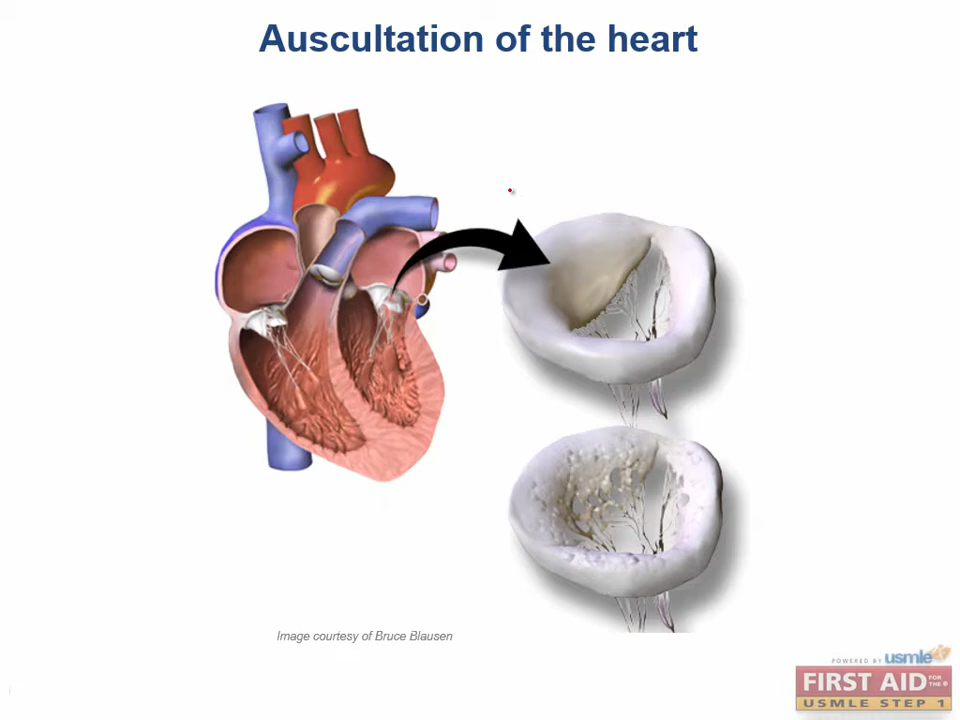 Auscultation of the heart
Image courtesy of Bruce Blausen
POWERED BY usmle
FIRST AID FOR THE ®
USMLE STEP 1